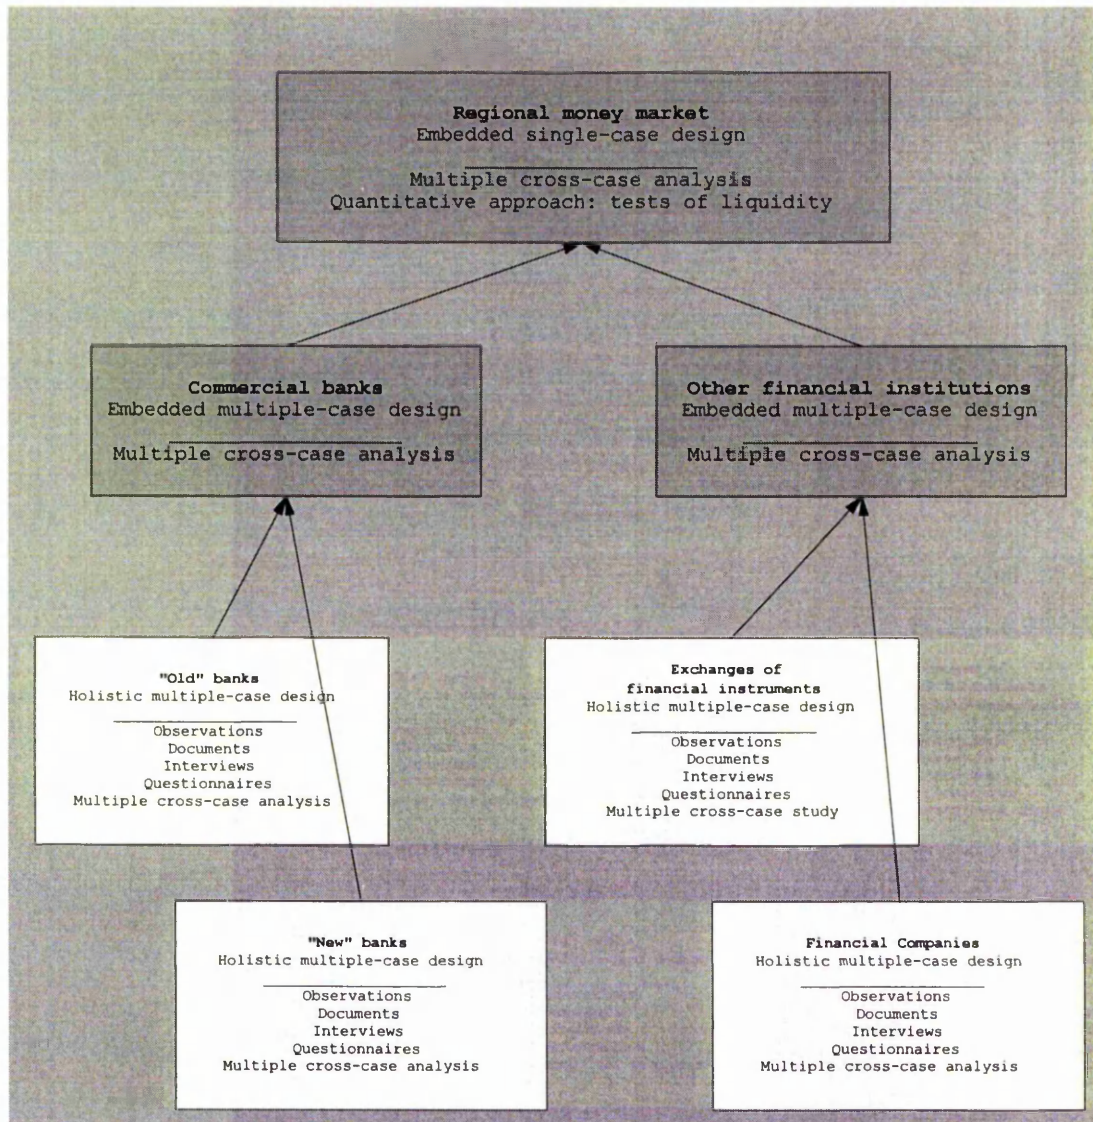 Regional money market
Embedded single-case design
Multiple cross-case analysis
Quantitative approach: tests of liquidity
Commercial banks
Embedded multiple-case design
Multiple cross-case analysis
Other financial institutions
Embedded multiple-case design
Multiple cross-case analysis
"Old" banks
Holistic multiple-case design
Observations
Documents
Interviews
Questionnaires
Multiple cross-case analysis
Exchanges of
financial instruments
Holistic multiple-case design
Observations
Documents
Interviews
Questionnaires
Multiple cross-case study
"New" banks
Holistic multiple-case design
Observations
Documents
Interviews
Questionnaires
Multiple cross-case analysis
Financial Companies
Holistic multiple-case design
Observations
Documents
Interviews
Questionnaires
Multiple cross-case analysis